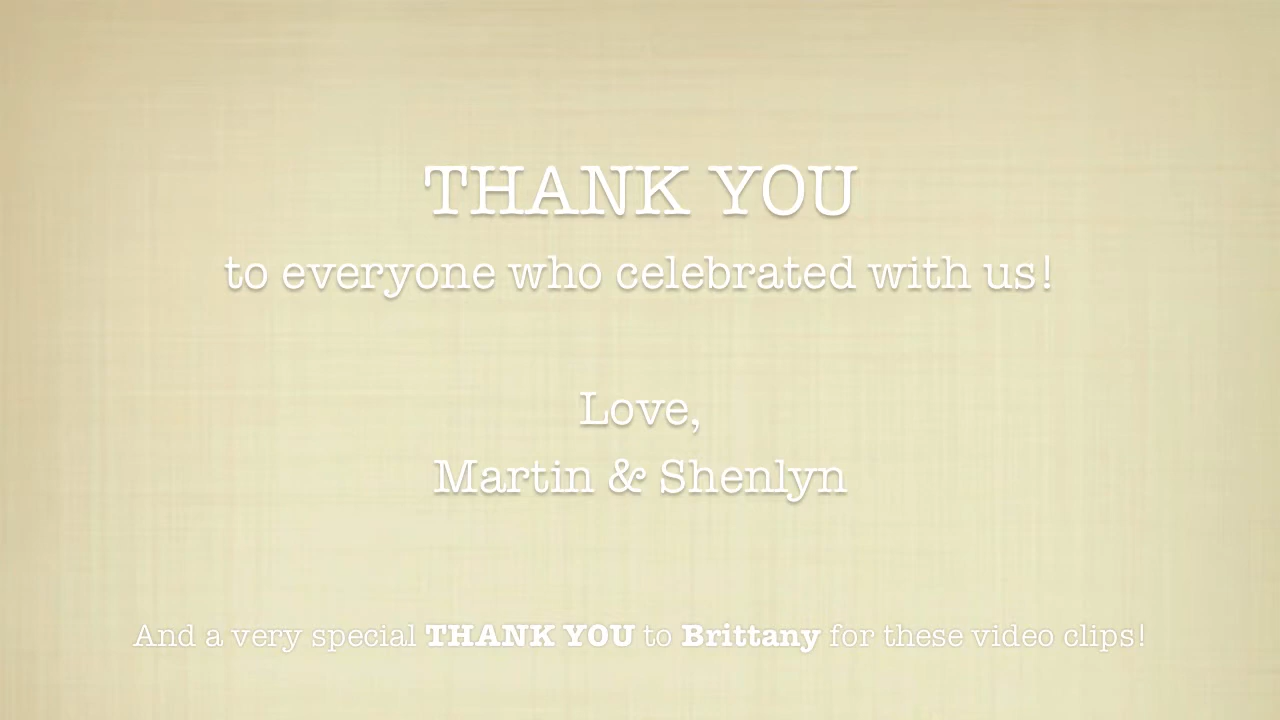 THANK YOU
to everyone who celebrated with us!
Love,
Martin & Shenlyn
And a very special THANK YOU to Brittany for these video clips!